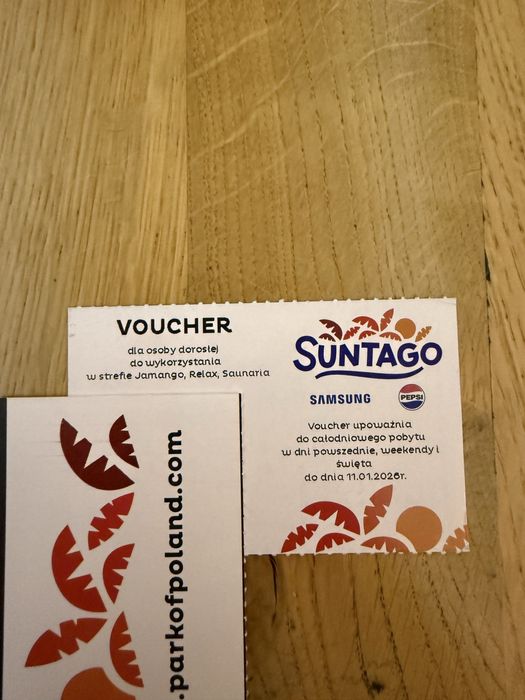 VOUCHER
dla osoby dorosłej
do wykorzystania
w strefie Jamango, Relax, Saunaria
SUNTAGO
SAMSUNG
PEPSI
Voucher upoważnia
do całodniowego pobytu
w dni powszednie, weekendy i
święta
do dnia 11.01.2026r.
.parkofpoland.com